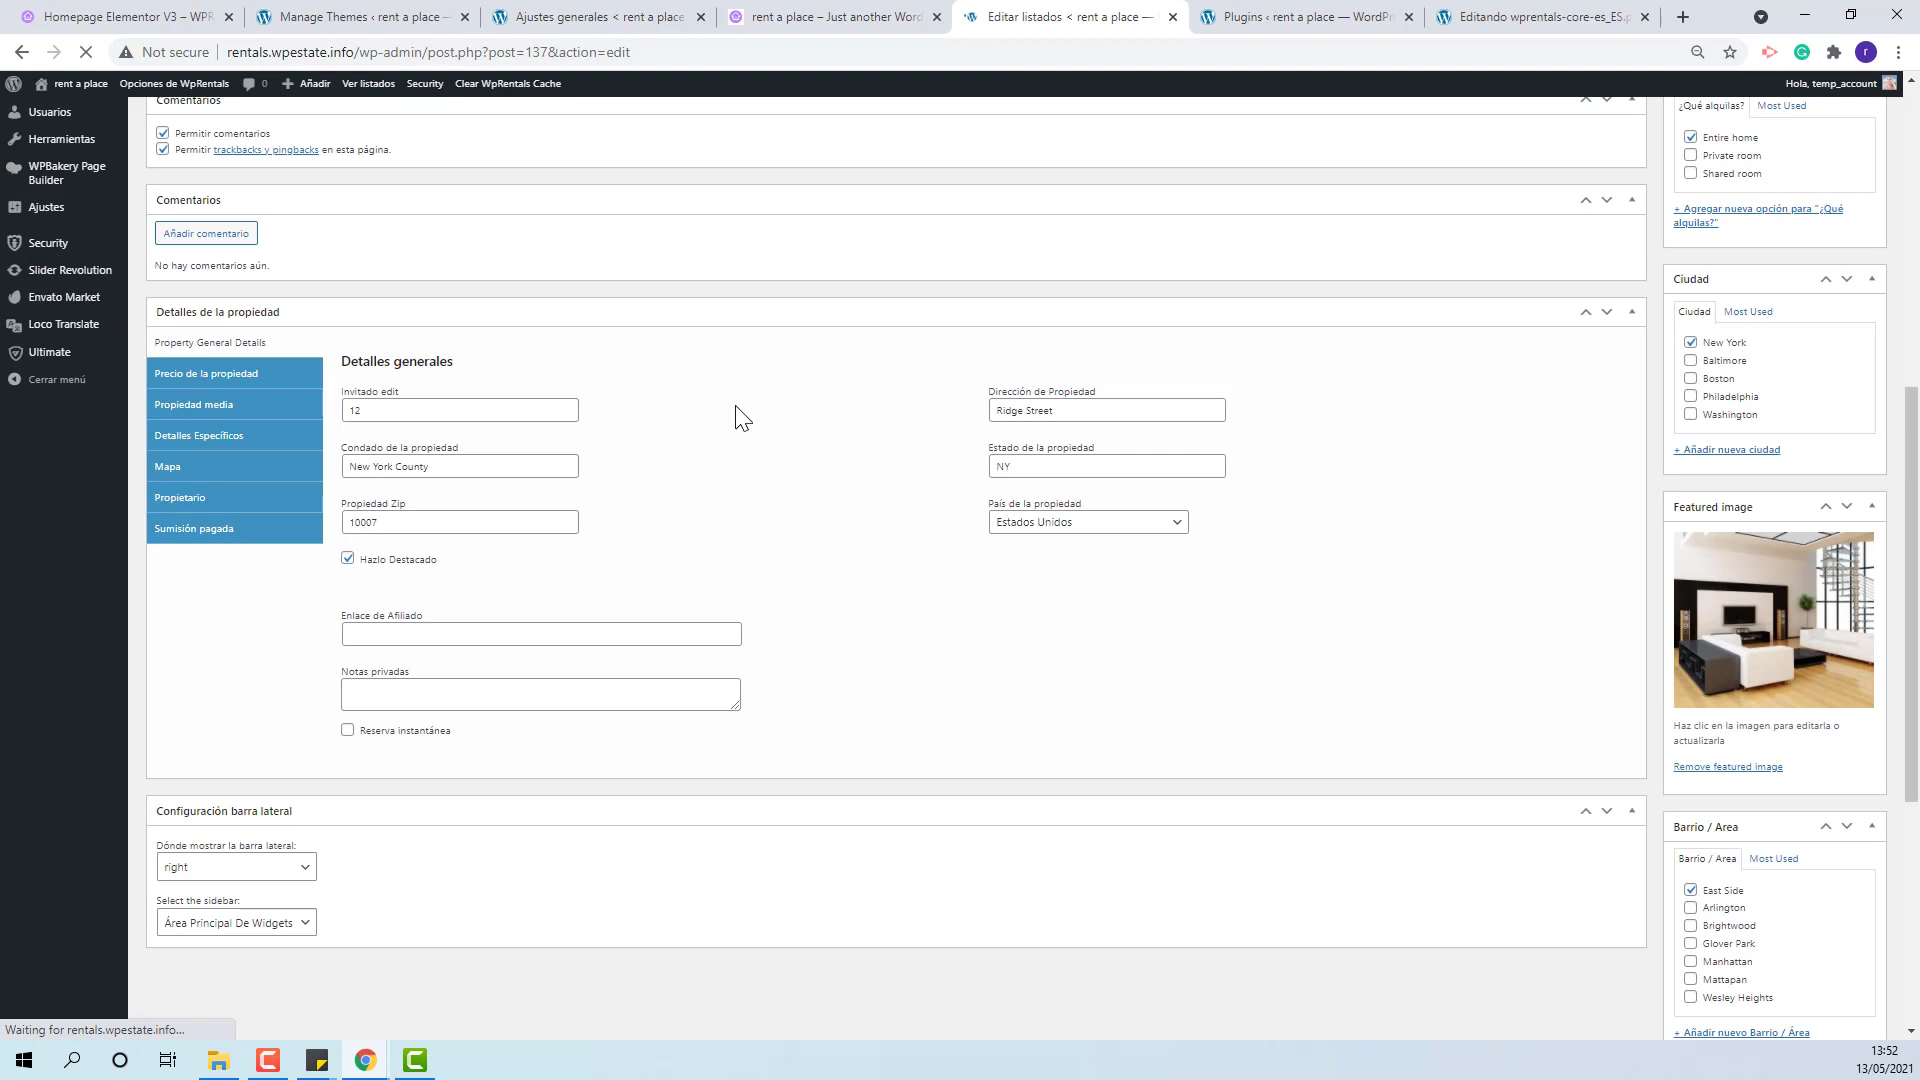 Homepage Elementor V3 – WPR
Manage Themes ‹ rent a place —
Ajustes generales < rent a place
rent a place – Just another Word
Editar listados < rent a place —
Plugins ‹ rent a place — WordPr
Editando wprentals-core-es_ES.p
Not secure
rentals.wpestate.info/wp-admin/post.php?post=137&action=edit
rent a place
Opciones de WpRentals
0
Añadir
Ver listados
Security
Clear WpRentals Cache
Hola, temp_account
Usuarios
Herramientas
WPBakery Page
Builder
Ajustes
Security
Slider Revolution
Envato Market
Loco Translate
Ultimate
Cerrar menú
Comentarios
Permitir comentarios
Permitir trackbacks y pingbacks en esta página.
Comentarios
Añadir comentario
No hay comentarios aún.
Detalles de la propiedad
Property General Details
Precio de la propiedad
Propiedad media
Detalles Específicos
Mapa
Propietario
Sumisión pagada
Detalles generales
Invitado edit
12
Dirección de Propiedad
Ridge Street
Condado de la propiedad
New York County
Estado de la propiedad
NY
Propiedad Zip
10007
País de la propiedad
Estados Unidos
Hazlo Destacado
Enlace de Afiliado
Notas privadas
Reserva instantánea
Configuración barra lateral
Dónde mostrar la barra lateral:
right
Select the sidebar:
Área Principal De Widgets
¿Qué alquilas?
Most Used
Entire home
Private room
Shared room
+ Agregar nueva opción para "¿Qué
alquilas?"
Ciudad
Ciudad
Most Used
New York
Baltimore
Boston
Philadelphia
Washington
+ Añadir nueva ciudad
Featured image
Haz clic en la imagen para editarla o
actualizarla
Remove featured image
Barrio / Area
Barrio / Area
Most Used
East Side
Arlington
Brightwood
Glover Park
Manhattan
Mattapan
Wesley Heights
+ Añadir nuevo Barrio / Área
Waiting for rentals.wpestate.info...
13:52
13/05/2021